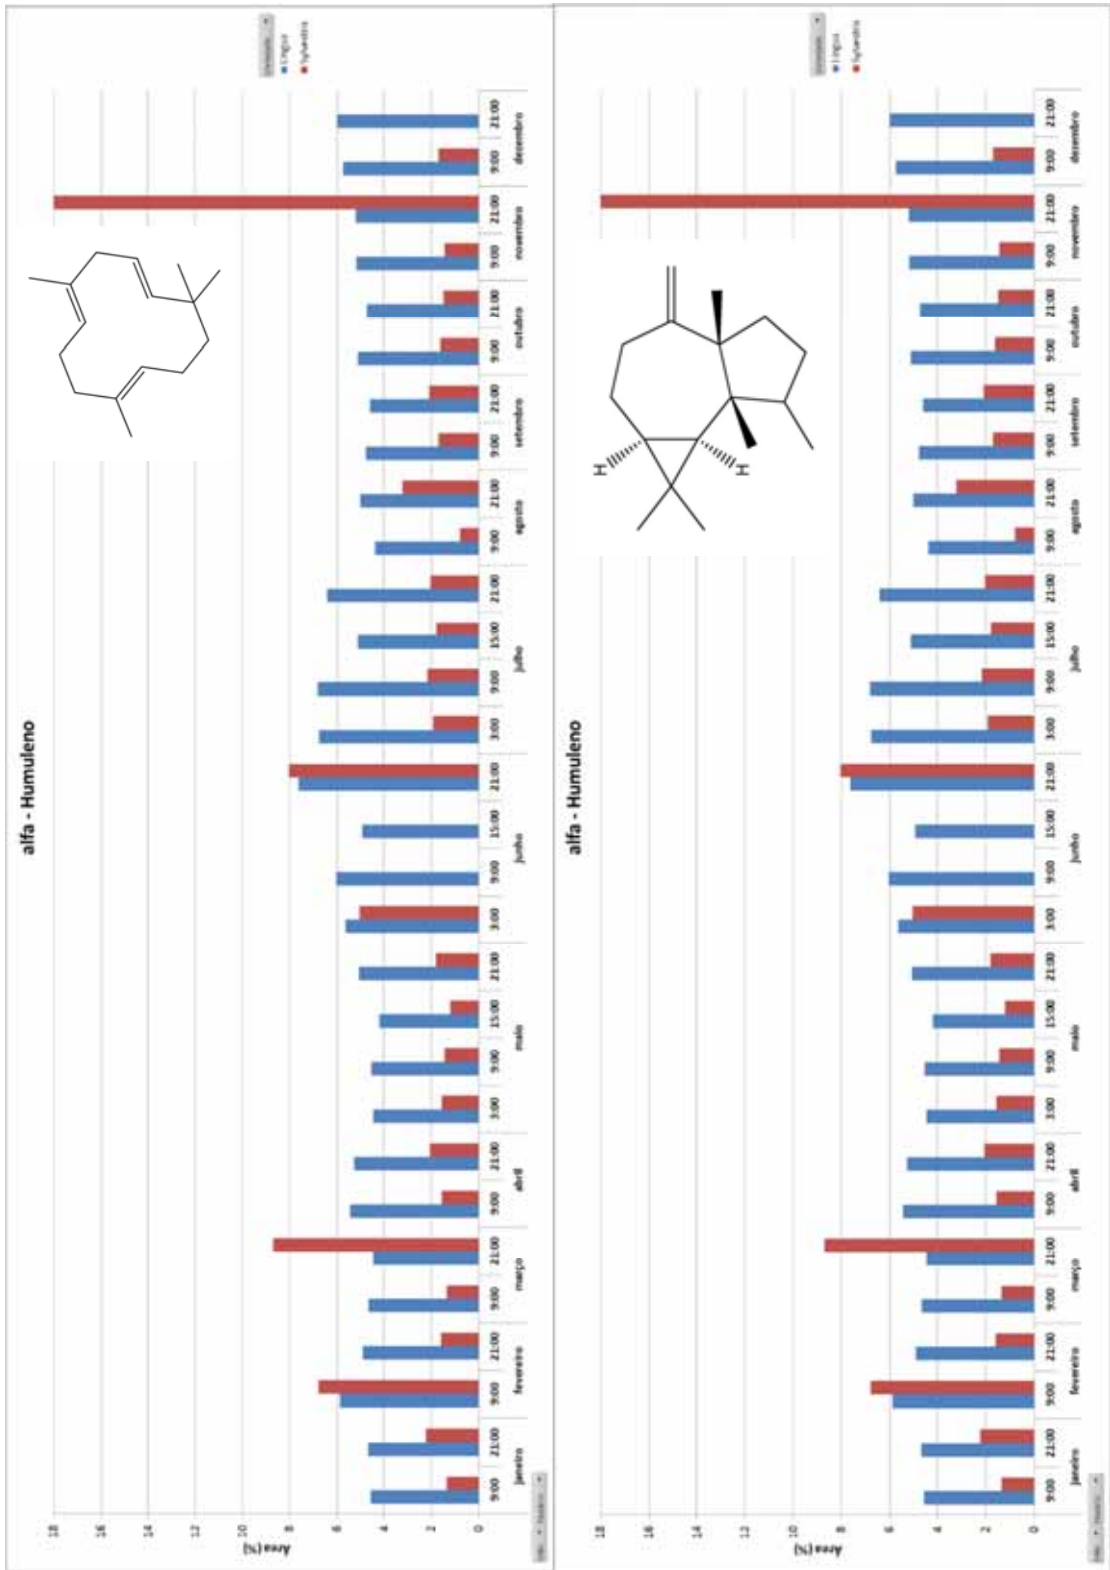 alfa - Humuleno
Área (%)
18
16
14
12
10
8
6
4
2
0
9:00 21:00 9:00 21:00 9:00 21:00 9:00 21:00 3:00 9:00 15:00 21:00 3:00 9:00 15:00 21:00 3:00 9:00 15:00 21:00 9:00 21:00 9:00 21:00 9:00 21:00 9:00 21:00 9:00 21:00
janeiro fevereiro março abril maio junho julho agosto setembro outubro novembro dezembro
Sylvestris
alfa - Humuleno
H
H
Área (%)
18
16
14
12
10
8
6
4
2
0
9:00 21:00 9:00 21:00 9:00 21:00 9:00 21:00 3:00 9:00 15:00 21:00 3:00 9:00 15:00 21:00 3:00 9:00 15:00 21:00 9:00 21:00 9:00 21:00 9:00 21:00 9:00 21:00 9:00 21:00
janeiro fevereiro março abril maio junho julho agosto setembro outubro novembro dezembro
Sylvestris